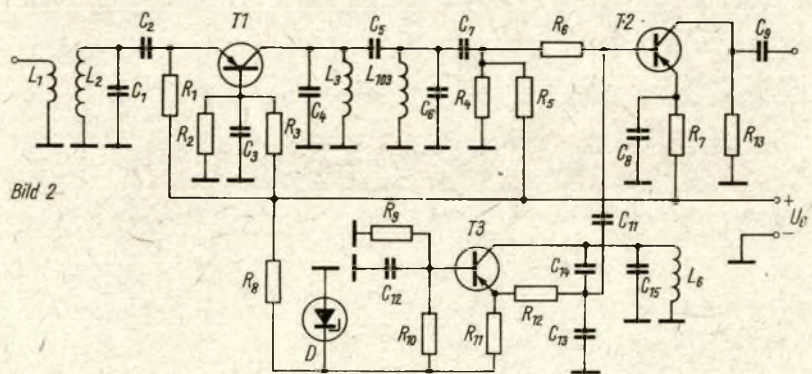 C2
T1
C5
C7
R6
T2
C9
L1
L2
C1
R1
R2
C3
R3
C4
L3
L103
C6
R4
R5
C8
R7
R13
Bild 2
+
C11
UB
−
R9
T3
R8
C12
C14
C15
L6
R10
R11
R12
C13
D